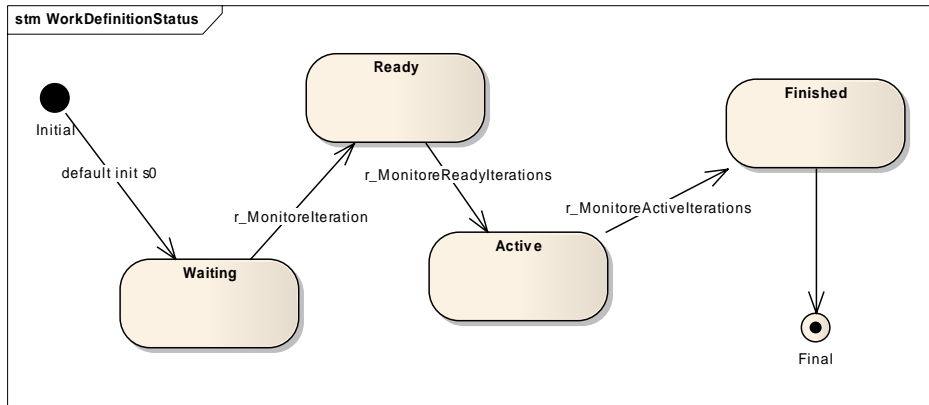 stm WorkDefinitionStatus
Ready
Finished
Initial
default init s0
r_MonitoreReadyIterations
r_MonitoreIteration
r_MonitoreActiveIterations
Active
Waiting
Final